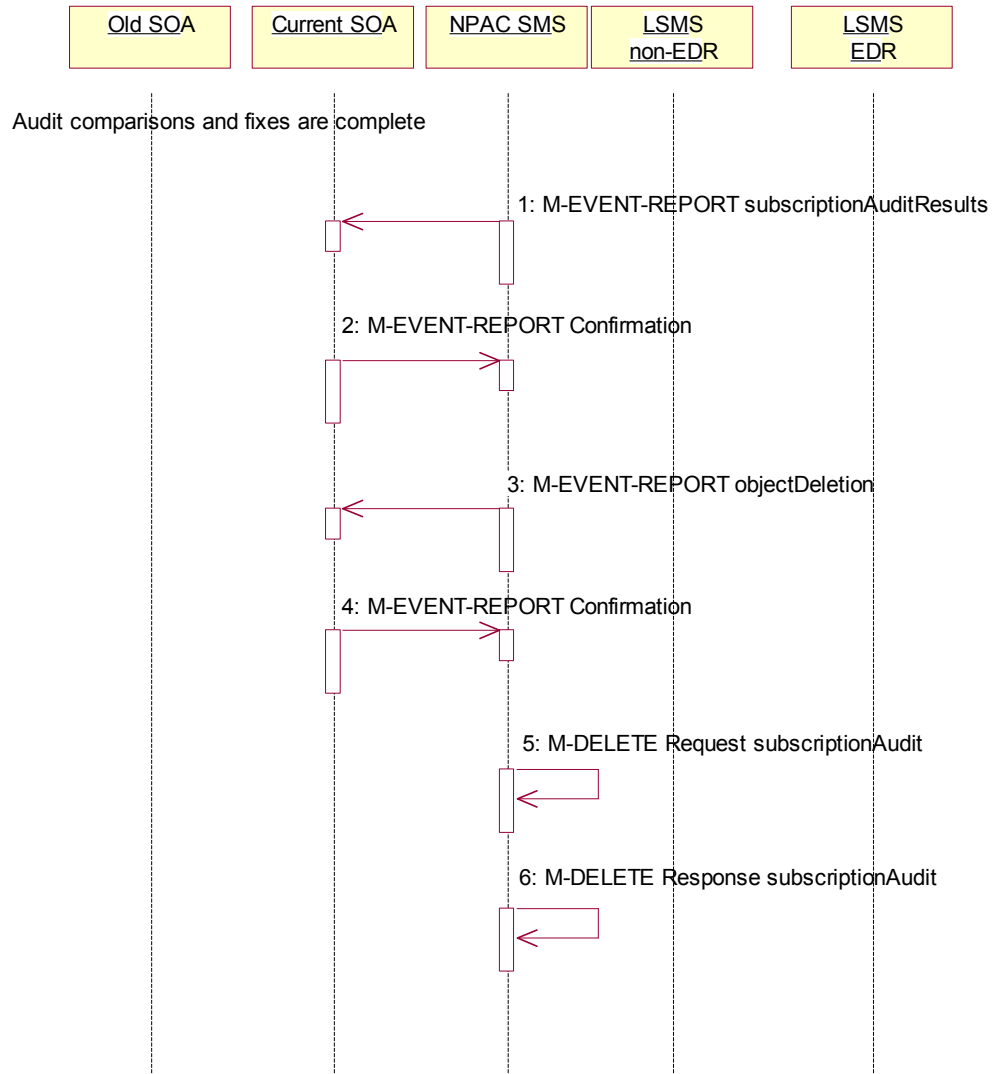 Old SOA
Current SOA
NPAC SMS
LSMS
non-EDR
LSMS
EDR
Audit comparisons and fixes are complete
1: M-EVENT-REPORT subscriptionAuditResults
2: M-EVENT-REPORT Confirmation
3: M-EVENT-REPORT objectDeletion
4: M-EVENT-REPORT Confirmation
5: M-DELETE Request subscriptionAudit
6: M-DELETE Response subscriptionAudit